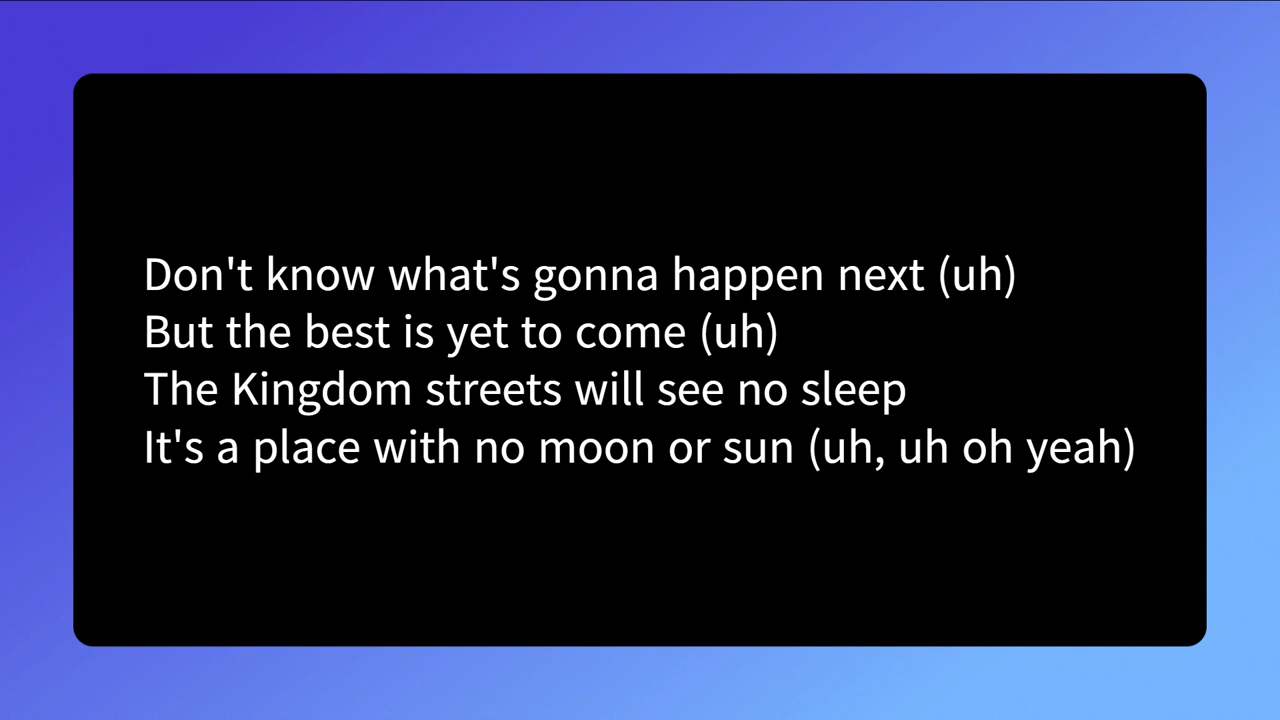 Don't know what's gonna happen next (uh)
But the best is yet to come (uh)
The Kingdom streets will see no sleep
It's a place with no moon or sun (uh, uh oh yeah)